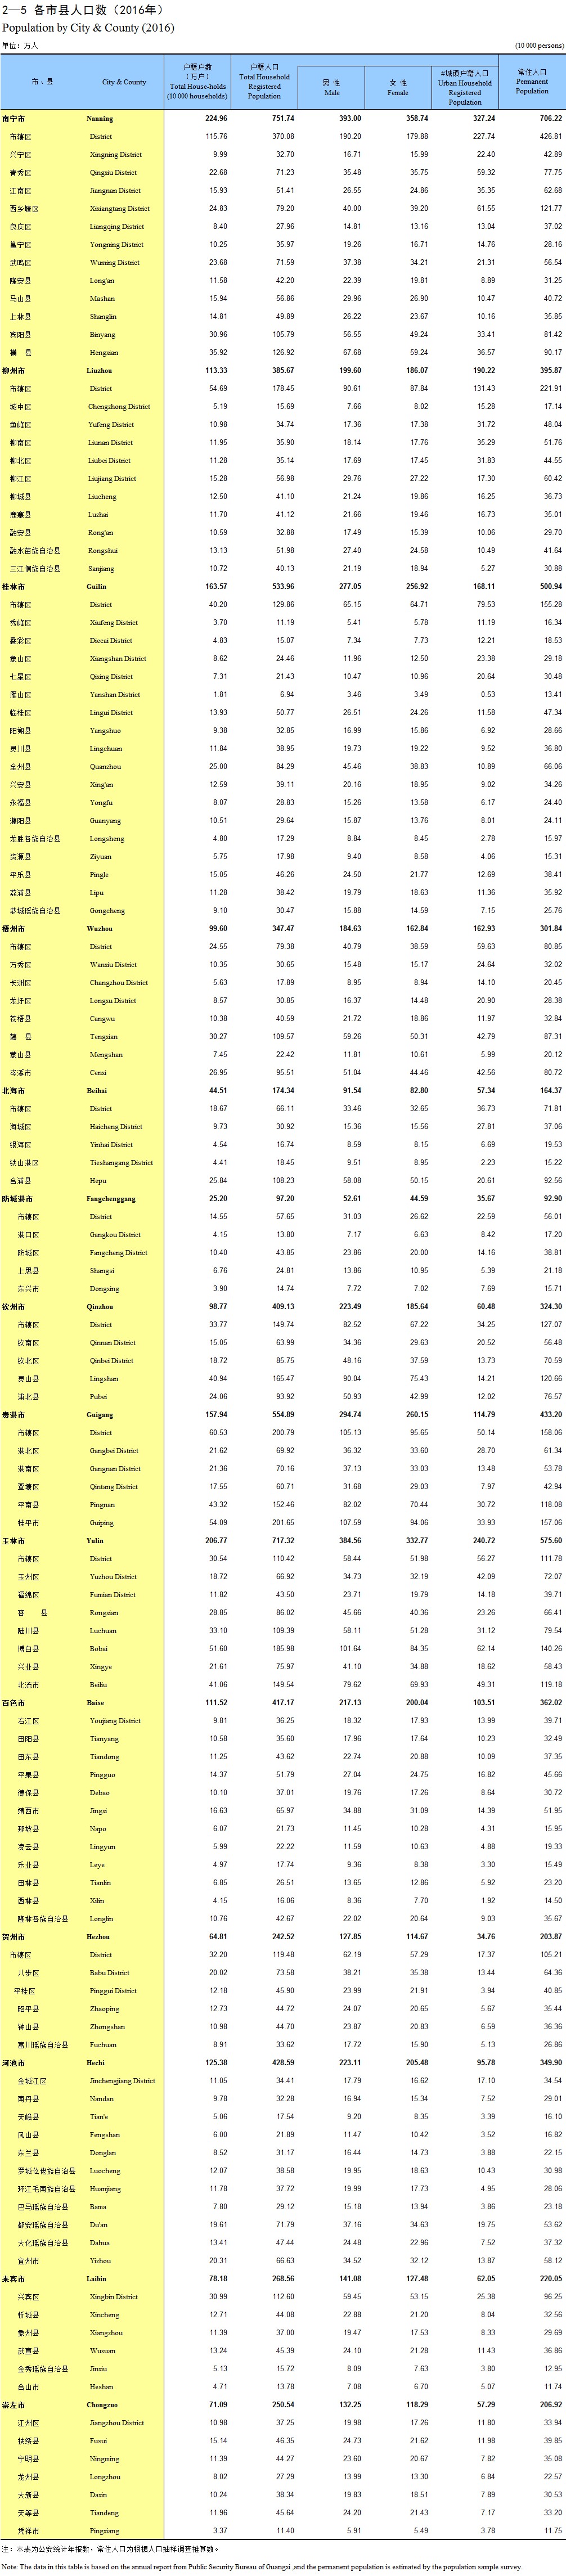 2—5 各市县人口数（2016年）
Population by City & County (2016)
单位：万人 (10 000 persons)
市、县 City & County 户籍户数（万户） Total House-holds (10 000 households) 户籍人口 Total Household Registered Population 男 性 Male 女 性 Female #城镇户籍人口 Urban Household Registered Population 常住人口 Permanent Population
南宁市 Nanning 224.96 751.74 393.00 358.74 327.24 706.22
市辖区 District 115.76 370.08 190.20 179.88 227.74 426.81
兴宁区 Xingning District 9.99 32.70 16.71 15.99 22.40 42.89
青秀区 Qingxiu District 22.68 71.23 35.48 35.75 59.32 77.75
江南区 Jiangnan District 15.93 51.41 26.55 24.86 35.35 62.68
西乡塘区 Xixiangtang District 24.83 79.20 40.00 39.20 61.55 121.77
良庆区 Liangqing District 8.40 27.96 14.81 13.16 13.04 37.02
邕宁区 Yongning District 10.25 35.97 19.26 16.71 14.76 28.16
武鸣区 Wuming District 23.68 71.59 37.38 34.21 21.31 56.54
隆安县 Long'an 11.58 42.20 22.39 19.81 8.89 31.25
马山县 Mashan 15.94 56.86 29.96 26.90 10.47 40.72
上林县 Shanglin 14.81 49.89 26.22 23.67 10.16 35.85
宾阳县 Binyang 30.96 105.79 56.55 49.24 33.41 81.42
横 县 Hengxian 35.92 126.92 67.68 59.24 36.57 90.17
柳州市 Liuzhou 113.33 385.67 199.60 186.07 190.22 395.87
市辖区 District 54.69 178.45 90.61 87.84 131.43 221.91
城中区 Chengzhong District 5.19 15.69 7.66 8.02 15.28 17.14
鱼峰区 Yufeng District 10.98 34.74 17.36 17.38 31.72 48.04
柳南区 Liunan District 11.95 35.90 18.14 17.76 35.29 51.76
柳北区 Liubei District 11.28 35.14 17.69 17.45 31.83 44.55
柳江区 Liujiang District 15.28 56.98 29.76 27.22 17.30 60.42
柳城县 Liucheng 12.50 41.10 21.24 19.86 16.25 36.73
鹿寨县 Luzhai 11.70 41.12 21.66 19.46 16.73 35.01
融安县 Rong'an 10.59 32.88 17.49 15.39 10.06 29.70
融水苗族自治县 Rongshui 13.13 51.98 27.40 24.58 10.49 41.64
三江侗族自治县 Sanjiang 10.72 40.13 21.19 18.94 5.27 30.88
桂林市 Guilin 163.57 533.96 277.05 256.92 168.11 500.94
市辖区 District 40.20 129.86 65.15 64.71 79.53 155.28
秀峰区 Xiufeng District 3.70 11.19 5.41 5.78 11.19 16.34
叠彩区 Diecai District 4.83 15.07 7.34 7.73 12.21 18.53
象山区 Xiangshan District 8.62 24.46 11.96 12.50 23.38 29.18
七星区 Qixing District 7.31 21.43 10.47 10.96 20.64 30.48
雁山区 Yanshan District 1.81 6.94 3.46 3.49 0.53 13.41
临桂区 Lingui District 13.93 50.77 26.51 24.26 11.58 47.34
阳朔县 Yangshuo 9.38 32.85 16.99 15.86 6.92 28.66
灵川县 Lingchuan 11.84 38.95 19.73 19.22 9.52 36.80
全州县 Quanzhou 25.00 84.29 45.46 38.83 10.89 66.06
兴安县 Xing'an 12.59 39.11 20.16 18.95 9.02 34.26
永福县 Yongfu 8.07 28.83 15.26 13.58 6.17 24.40
灌阳县 Guanyang 10.51 29.64 15.87 13.76 8.01 24.11
龙胜各族自治县 Longsheng 4.80 17.29 8.84 8.45 2.78 15.97
资源县 Ziyuan 5.75 17.98 9.40 8.58 4.06 15.31
平乐县 Pingle 15.05 46.26 24.50 21.77 12.69 38.41
荔浦县 Lipu 11.28 38.42 19.79 18.63 11.36 35.92
恭城瑶族自治县 Gongcheng 9.10 30.47 15.88 14.59 7.15 25.76
梧州市 Wuzhou 99.60 347.47 184.63 162.84 162.93 301.84
市辖区 District 24.55 79.38 40.79 38.59 59.63 80.85
万秀区 Wanxiu District 10.35 30.65 15.48 15.17 24.64 32.02
长洲区 Changzhou District 5.63 17.89 8.95 8.94 14.10 20.45
龙圩区 Longxu District 8.57 30.85 16.37 14.48 20.90 28.38
苍梧县 Cangwu 10.38 40.59 21.72 18.86 11.97 32.84
藤 县 Tengxian 30.27 109.57 59.26 50.31 42.79 87.31
蒙山县 Mengshan 7.45 22.42 11.81 10.61 5.99 20.12
岑溪市 Cenxi 26.95 95.51 51.04 44.46 42.56 80.72
北海市 Beihai 44.51 174.34 91.54 82.80 57.34 164.37
市辖区 District 18.67 66.11 33.46 32.65 36.73 71.81
海城区 Haicheng District 9.73 30.92 15.36 15.56 27.81 37.06
银海区 Yinhai District 4.54 16.74 8.59 8.15 6.69 19.53
铁山港区 Tieshangang District 4.41 18.45 9.51 8.95 2.23 15.22
合浦县 Hepu 25.84 108.23 58.08 50.15 20.61 92.56
防城港市 Fangchenggang 25.20 97.20 52.61 44.59 35.67 92.90
市辖区 District 14.55 57.65 31.03 26.62 22.59 56.01
港口区 Gangkou District 4.15 13.80 7.17 6.63 8.42 17.20
防城区 Fangcheng District 10.40 43.85 23.86 20.00 14.16 38.81
上思县 Shangsi 6.76 24.81 13.86 10.95 5.39 21.18
东兴市 Dongxing 3.90 14.74 7.72 7.02 7.69 15.71
钦州市 Qinzhou 98.77 409.13 223.49 185.64 60.48 324.30
市辖区 District 33.77 149.74 82.52 67.22 34.25 127.07
钦南区 Qinnan District 15.05 63.99 34.36 29.63 20.52 56.48
钦北区 Qinbei District 18.72 85.75 48.16 37.59 13.73 70.59
灵山县 Lingshan 40.94 165.47 90.04 75.43 14.21 120.66
浦北县 Pubei 24.06 93.92 50.93 42.99 12.02 76.57
贵港市 Guigang 157.94 554.89 294.74 260.15 114.79 433.20
市辖区 District 60.53 200.79 105.13 95.65 50.14 158.06
港北区 Gangbei District 21.62 69.92 36.32 33.60 28.70 61.34
港南区 Gangnan District 21.36 70.16 37.13 33.03 13.48 53.78
覃塘区 Qintang District 17.55 60.71 31.68 29.03 7.97 42.94
平南县 Pingnan 43.32 152.46 82.02 70.44 30.72 118.08
桂平市 Guiping 54.09 201.65 107.59 94.06 33.93 157.06
玉林市 Yulin 206.77 717.32 384.56 332.77 240.72 575.60
市辖区 District 30.54 110.42 58.44 51.98 56.27 111.78
玉州区 Yuzhou District 18.72 66.92 34.73 32.19 42.09 72.07
福绵区 Fumian District 11.82 43.50 23.71 19.79 14.18 39.71
容 县 Rongxian 28.85 86.02 45.66 40.36 23.26 66.41
陆川县 Luchuan 33.10 109.39 58.11 51.28 31.12 79.54
博白县 Bobai 51.60 185.98 101.64 84.35 62.14 140.26
兴业县 Xingye 21.61 75.97 41.10 34.88 18.62 58.43
北流市 Beiliu 41.06 149.54 79.62 69.93 49.31 119.18
百色市 Baise 111.52 417.17 217.13 200.04 103.51 362.02
右江区 Youjiang District 9.81 36.25 18.32 17.93 13.99 39.71
田阳县 Tianyang 10.58 35.60 17.96 17.64 10.23 32.49
田东县 Tiandong 11.25 43.62 22.74 20.88 10.09 37.35
平果县 Pingguo 14.37 51.79 27.04 24.75 16.82 45.66
德保县 Debao 10.10 37.01 19.76 17.26 8.64 30.72
靖西市 Jingxi 16.63 65.97 34.88 31.09 14.39 51.95
那坡县 Napo 6.07 21.73 11.45 10.28 4.31 15.95
凌云县 Lingyun 5.99 22.22 11.59 10.63 4.88 19.33
乐业县 Leye 4.97 17.74 9.36 8.38 3.30 15.49
田林县 Tianlin 6.85 26.51 13.65 12.86 5.92 23.20
西林县 Xilin 4.15 16.06 8.36 7.70 1.92 14.50
隆林各族自治县 Longlin 10.76 42.67 22.02 20.64 9.03 35.67
贺州市 Hezhou 64.81 242.52 127.85 114.67 34.76 203.87
市辖区 District 32.20 119.48 62.19 57.29 17.37 105.21
八步区 Babu District 20.02 73.58 38.21 35.38 13.44 64.36
平桂区 Pinggui District 12.18 45.90 23.99 21.91 3.94 40.85
昭平县 Zhaoping 12.73 44.72 24.07 20.65 5.67 35.44
钟山县 Zhongshan 10.98 44.70 23.87 20.83 6.59 36.36
富川瑶族自治县 Fuchuan 8.91 33.62 17.72 15.90 5.13 26.86
河池市 Hechi 125.38 428.59 223.11 205.48 95.78 349.90
金城江区 Jinchengjiang District 11.05 34.41 17.79 16.62 17.10 34.54
南丹县 Nandan 9.78 32.28 16.94 15.34 7.52 29.01
天峨县 Tian'e 5.06 17.54 9.20 8.35 3.39 16.10
凤山县 Fengshan 6.00 21.89 11.47 10.42 3.52 16.82
东兰县 Donglan 8.52 31.17 16.44 14.73 3.88 22.15
罗城仫佬族自治县 Luocheng 12.07 38.58 19.95 18.63 10.43 30.98
环江毛南族自治县 Huanjiang 11.78 37.72 19.99 17.73 4.95 28.06
巴马瑶族自治县 Bama 7.80 29.12 15.18 13.94 3.86 23.18
都安瑶族自治县 Du'an 19.61 71.79 37.16 34.63 19.75 53.62
大化瑶族自治县 Dahua 13.41 47.44 24.48 22.96 7.52 37.32
宜州市 Yizhou 20.31 66.63 34.52 32.12 13.87 58.12
来宾市 Laibin 78.18 268.56 141.08 127.48 62.05 220.05
兴宾区 Xingbin District 30.99 112.60 59.45 53.15 25.38 96.25
忻城县 Xincheng 12.71 44.08 22.88 21.20 8.04 32.56
象州县 Xiangzhou 11.39 37.00 19.47 17.53 8.33 29.69
武宣县 Wuxuan 13.24 45.39 24.10 21.28 11.43 36.86
金秀瑶族自治县 Jinxiu 5.13 15.72 8.09 7.63 3.80 12.95
合山市 Heshan 4.71 13.78 7.08 6.70 5.07 11.74
崇左市 Chongzuo 71.09 250.54 132.25 118.29 57.29 206.92
江州区 Jiangzhou District 10.98 37.25 19.98 17.26 11.80 33.94
扶绥县 Fusui 15.14 46.35 24.73 21.62 11.98 39.85
宁明县 Ningming 11.39 44.27 23.60 20.67 7.82 35.08
龙州县 Longzhou 8.02 27.29 13.99 13.30 6.84 22.57
大新县 Daxin 10.24 38.34 19.83 18.51 7.89 30.53
天等县 Tiandeng 11.96 45.64 24.20 21.43 7.17 33.20
凭祥市 Pingxiang 3.37 11.40 5.91 5.49 3.78 11.75
注：本表为公安统计年报数，常住人口为根据人口抽样调查推算数。
Note: The data in this table is based on the annual report from Public Security Bureau of Guangxi ,and the permanent population is estimated by the population sample survey.